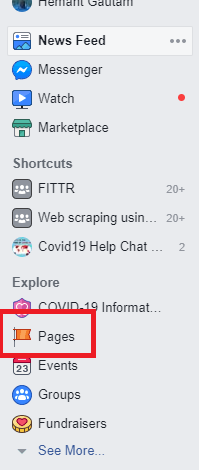 Hemant Gautam
News Feed
Messenger
Watch
Marketplace
Shortcuts
FITTR 20+
Web scraping usin... 20+
Covid19 Help Chat ... 2
Explore
COVID-19 Informat...
Pages
23 Events
Groups
Fundraisers
See More...